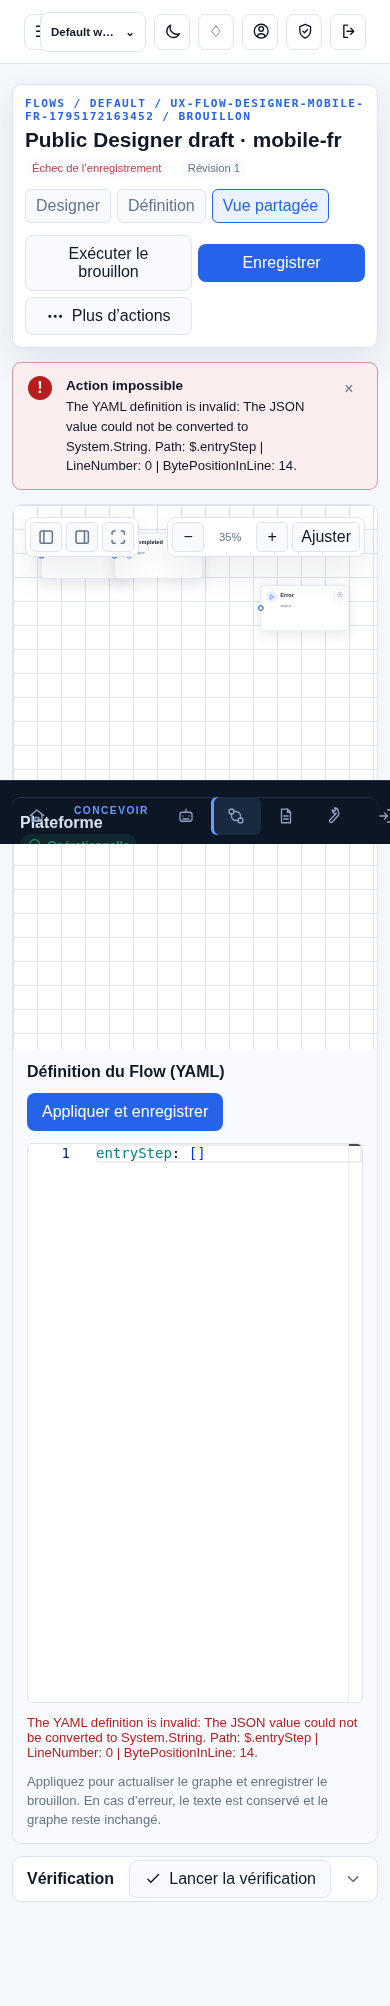 Default w… 
FLOWS / DEFAULT / UX-FLOW-DESIGNER-MOBILE-
FR-1795172163452 / BROUILLON
Public Designer draft · mobile-fr
Échec de l'enregistrement
Révision 1
Designer
Définition
Vue partagée
Exécuter le
brouillon
Enregistrer
Plus d'actions
Action impossible
×
The YAML definition is invalid: The JSON
value could not be converted to
System.String. Path: $.entryStep |
LineNumber: 0 | BytePositionInLine: 14.
− 35% + Ajuster
Error
output
CONCEVOIR
Plateforme
Opérationnelle
Définition du Flow (YAML)
Appliquer et enregistrer
1 entryStep: []
The YAML definition is invalid: The JSON value could not
be converted to System.String. Path: $.entryStep |
LineNumber: 0 | BytePositionInLine: 14.
Appliquez pour actualiser le graphe et enregistrer le
brouillon. En cas d'erreur, le texte est conservé et le
graphe reste inchangé.
Vérification
Lancer la vérification